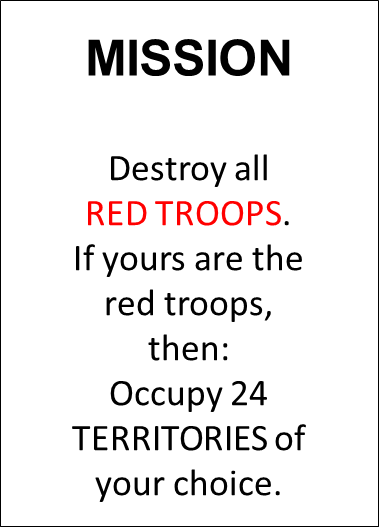 MISSION
Destroy all
RED TROOPS.
If yours are the
red troops,
then:
Occupy 24
TERRITORIES of
your choice.